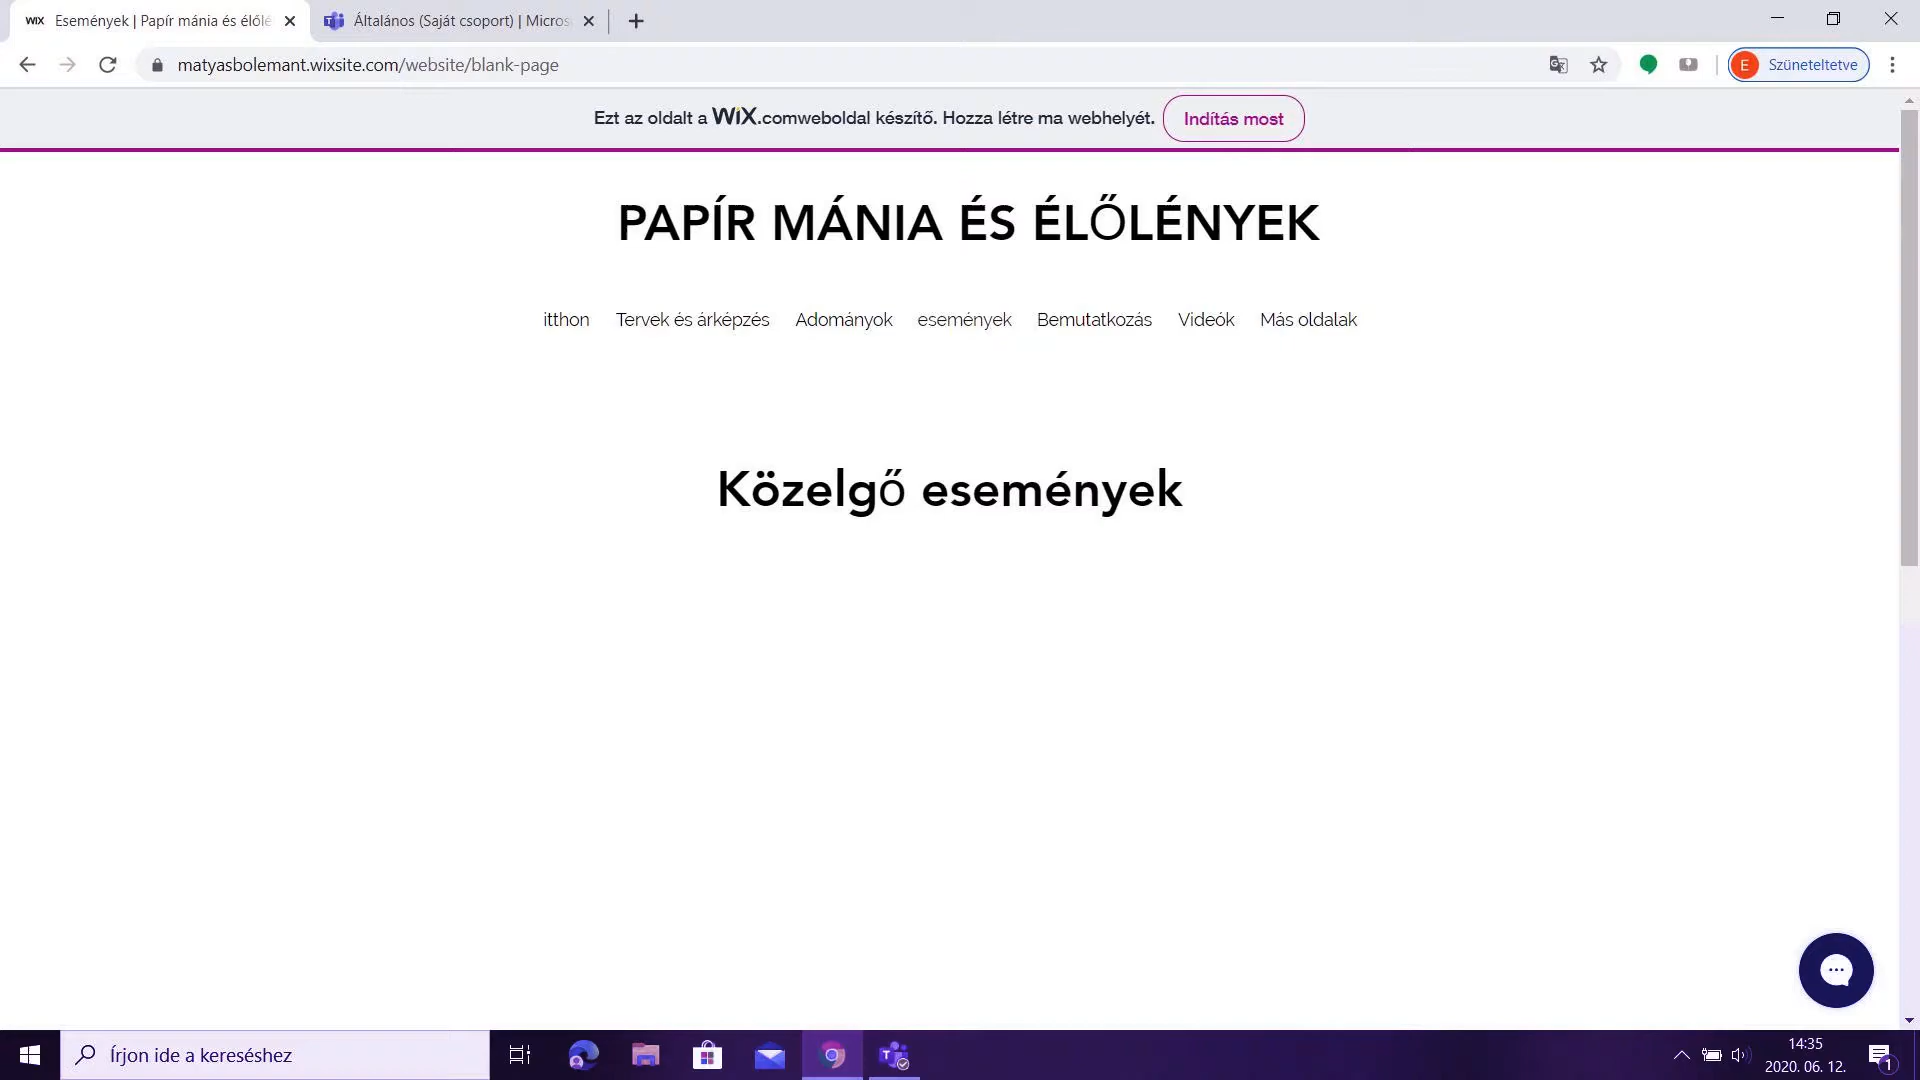 WIX Események | Papír mánia és élőlé
Általános (Saját csoport) | Micros
matyasbolemant.wixsite.com/website/blank-page
E Szüneteltetve
Ezt az oldalt a WIX.comweboldal készítő. Hozza létre ma webhelyét. Indítás most
PAPÍR MÁNIA ÉS ÉLŐLÉNYEK
itthon Tervek és árképzés Adományok események Bemutatkozás Videók Más oldalak
Közelgő események
Írjon ide a kereséshez
14:35
2020. 06. 12.
1